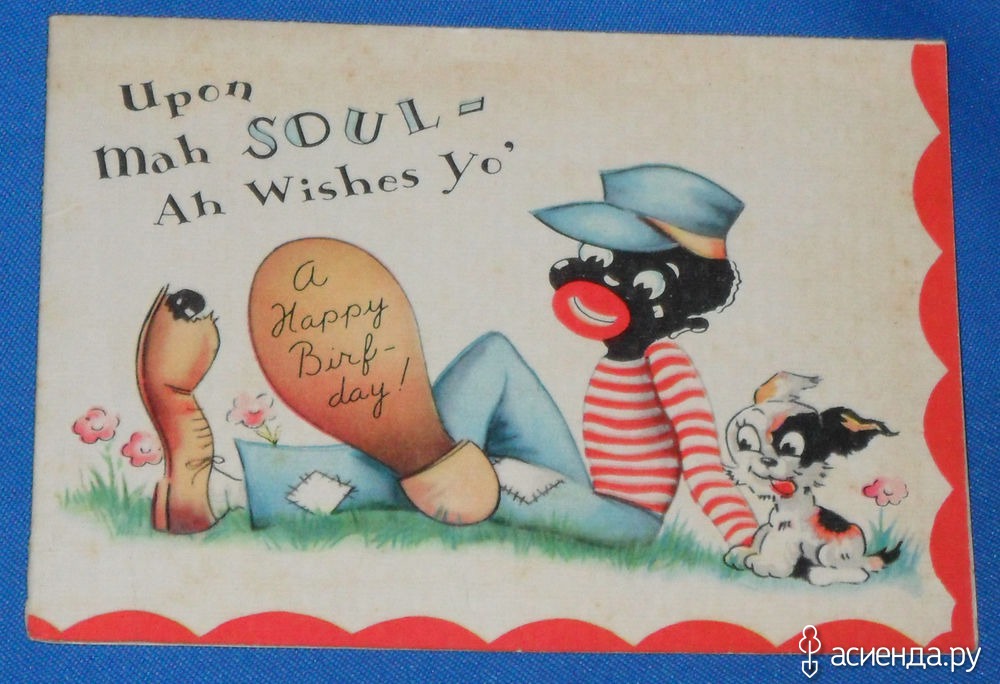 Upon
Mah SOUL-
Ah Wishes Yo'
A
Happy
Birf-
day!
асиенда.ру